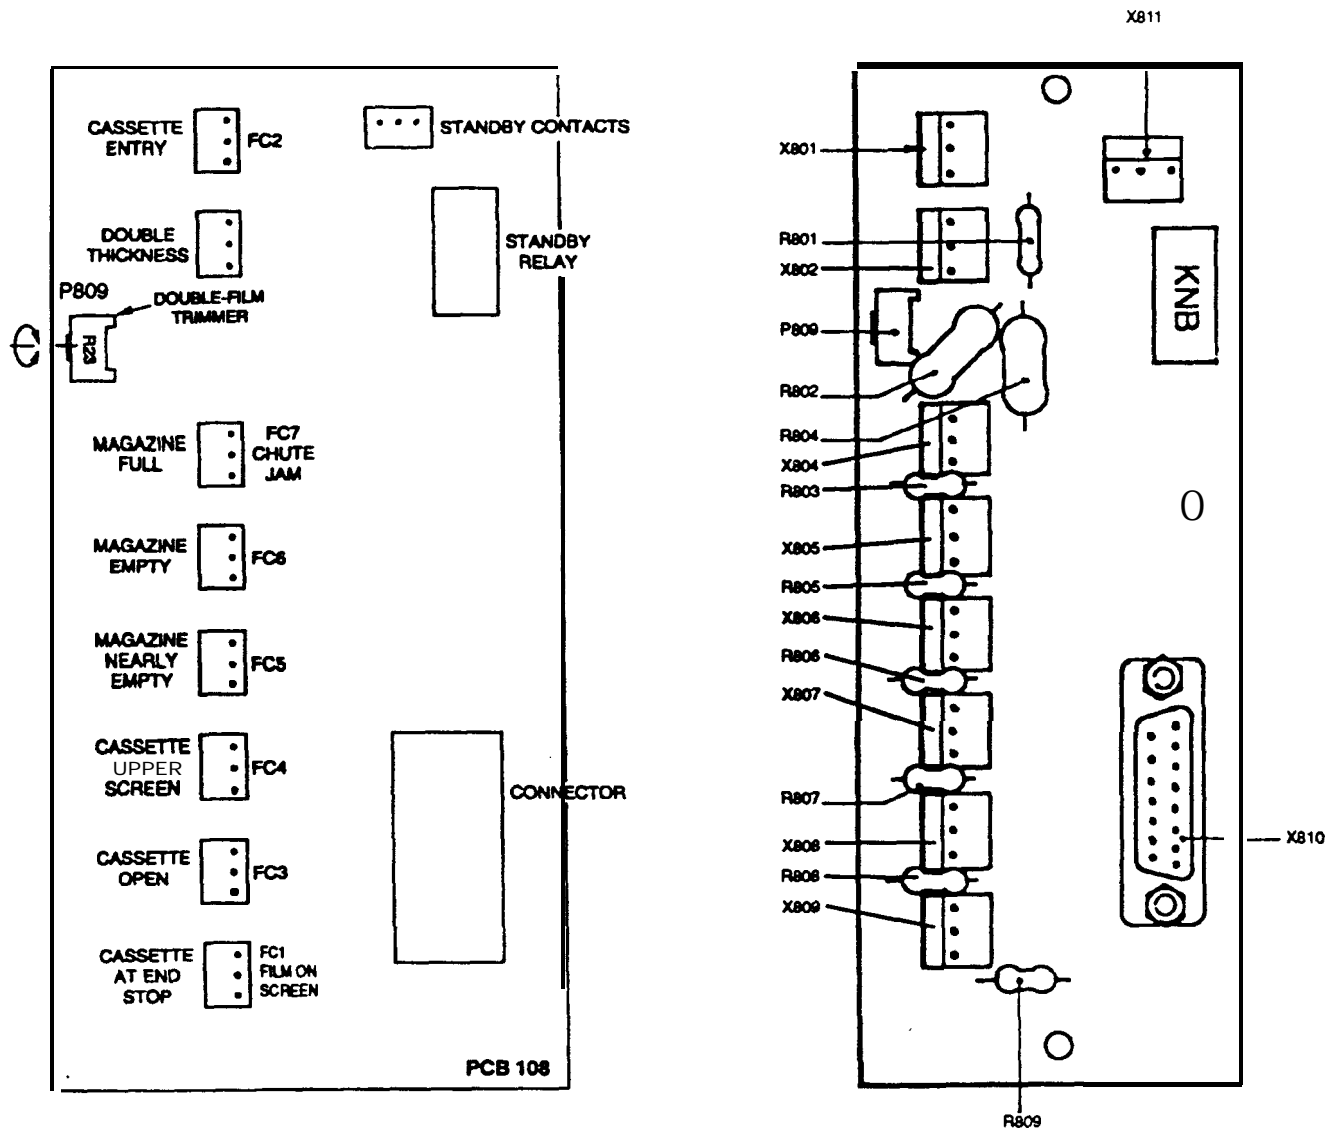 X811
CASSETTE
ENTRY
FC2
STANDBY CONTACTS
DOUBLE
THICKNESS
STANDBY
RELAY
P809
DOUBLE-FILM
TRIMMER
R23
MAGAZINE
FULL
FC7
CHUTE
JAM
MAGAZINE
EMPTY
FC6
MAGAZINE
NEARLY
EMPTY
FC5
CASSETTE
UPPER
SCREEN
FC4
CONNECTOR
CASSETTE
OPEN
FC3
CASSETTE
AT END
STOP
FC1
FILM ON
SCREEN
PCB 108
X801
R801
X802
KNB
P809
R802
R804
X804
R803
0
X805
R805
X806
R806
X807
R807
X808
X810
R808
X809
R809